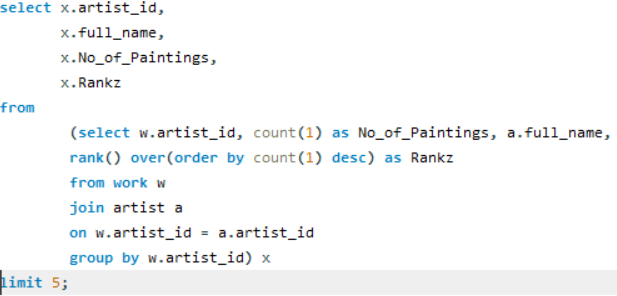 select x.artist_id,
x.full_name,
x.No_of_Paintings,
x.Rankz
from
(select w.artist_id, count(1) as No_of_Paintings, a.full_name,
rank() over(order by count(1) desc) as Rankz
from work w
join artist a
on w.artist_id = a.artist_id
group by w.artist_id) x
limit 5;